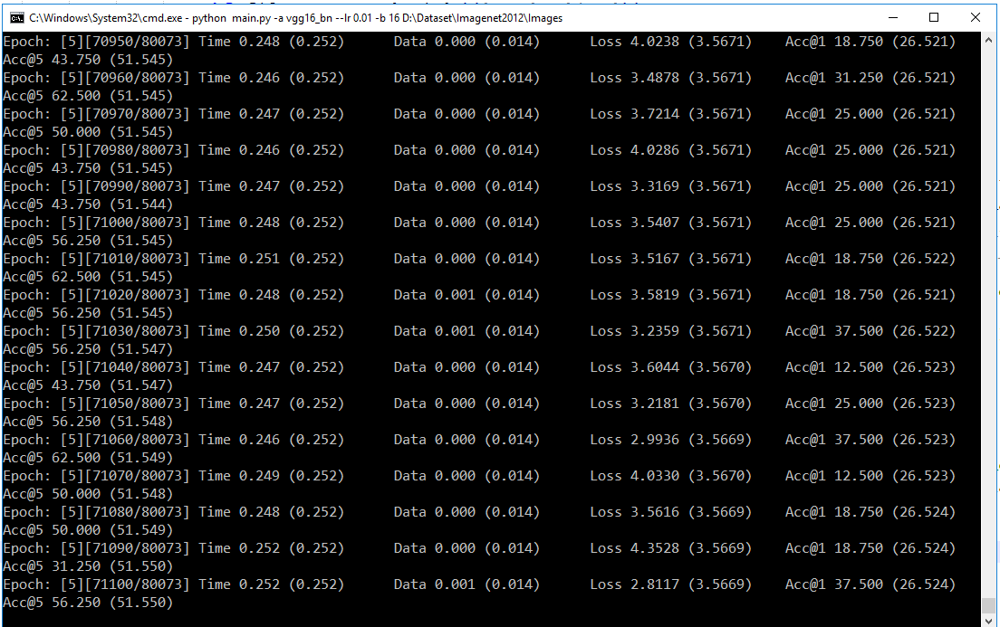 C:\Windows\System32\cmd.exe - python  main.py -a vgg16_bn --lr 0.01 -b 16 D:\Dataset\Imagenet2012\Images
Epoch: [5][70950/80073] Time 0.248 (0.252)      Data 0.000 (0.014)      Loss 4.0238 (3.5671)    Acc@1 18.750 (26.521)
Acc@5 43.750 (51.545)
Epoch: [5][70960/80073] Time 0.246 (0.252)      Data 0.000 (0.014)      Loss 3.4878 (3.5671)    Acc@1 31.250 (26.521)
Acc@5 62.500 (51.545)
Epoch: [5][70970/80073] Time 0.247 (0.252)      Data 0.000 (0.014)      Loss 3.7214 (3.5671)    Acc@1 25.000 (26.521)
Acc@5 50.000 (51.545)
Epoch: [5][70980/80073] Time 0.246 (0.252)      Data 0.000 (0.014)      Loss 4.0286 (3.5671)    Acc@1 25.000 (26.521)
Acc@5 43.750 (51.545)
Epoch: [5][70990/80073] Time 0.247 (0.252)      Data 0.000 (0.014)      Loss 3.3169 (3.5671)    Acc@1 25.000 (26.521)
Acc@5 43.750 (51.544)
Epoch: [5][71000/80073] Time 0.248 (0.252)      Data 0.000 (0.014)      Loss 3.5407 (3.5671)    Acc@1 25.000 (26.521)
Acc@5 56.250 (51.545)
Epoch: [5][71010/80073] Time 0.251 (0.252)      Data 0.000 (0.014)      Loss 3.5167 (3.5671)    Acc@1 18.750 (26.522)
Acc@5 62.500 (51.545)
Epoch: [5][71020/80073] Time 0.248 (0.252)      Data 0.001 (0.014)      Loss 3.5819 (3.5671)    Acc@1 18.750 (26.521)
Acc@5 56.250 (51.545)
Epoch: [5][71030/80073] Time 0.250 (0.252)      Data 0.001 (0.014)      Loss 3.2359 (3.5671)    Acc@1 37.500 (26.522)
Acc@5 56.250 (51.547)
Epoch: [5][71040/80073] Time 0.247 (0.252)      Data 0.000 (0.014)      Loss 3.6044 (3.5670)    Acc@1 12.500 (26.523)
Acc@5 43.750 (51.547)
Epoch: [5][71050/80073] Time 0.247 (0.252)      Data 0.000 (0.014)      Loss 3.2181 (3.5670)    Acc@1 25.000 (26.523)
Acc@5 56.250 (51.548)
Epoch: [5][71060/80073] Time 0.246 (0.252)      Data 0.000 (0.014)      Loss 2.9936 (3.5669)    Acc@1 37.500 (26.523)
Acc@5 62.500 (51.549)
Epoch: [5][71070/80073] Time 0.249 (0.252)      Data 0.000 (0.014)      Loss 4.0330 (3.5670)    Acc@1 12.500 (26.523)
Acc@5 50.000 (51.548)
Epoch: [5][71080/80073] Time 0.248 (0.252)      Data 0.000 (0.014)      Loss 3.5616 (3.5669)    Acc@1 18.750 (26.524)
Acc@5 50.000 (51.549)
Epoch: [5][71090/80073] Time 0.252 (0.252)      Data 0.000 (0.014)      Loss 4.3528 (3.5669)    Acc@1 18.750 (26.524)
Acc@5 31.250 (51.550)
Epoch: [5][71100/80073] Time 0.252 (0.252)      Data 0.001 (0.014)      Loss 2.8117 (3.5669)    Acc@1 37.500 (26.524)
Acc@5 56.250 (51.550)